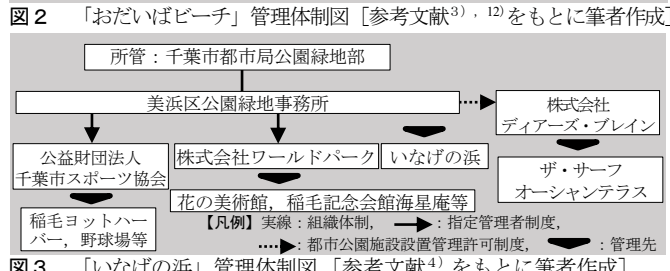 図2 「おだいばビーチ」管理体制図［参考文献3），12)をもとに筆者作成］
所管：千葉市都市局公園緑地部
美浜区公園緑地事務所
株式会社
ディアーズ・ブレイン
公益財団法人
千葉市スポーツ協会
株式会社ワールドパーク
いなげの浜
ザ・サーフ
オーシャンテラス
花の美術館，稲毛記念会館海星庵等
稲毛ヨットハー
バー，野球場等
【凡例】実線：組織体制， ：指定管理者制度，
：都市公園施設設置管理許可制度， ：管理先
図3 「いなげの浜」管理体制図［参考文献4）をもとに筆者作成］